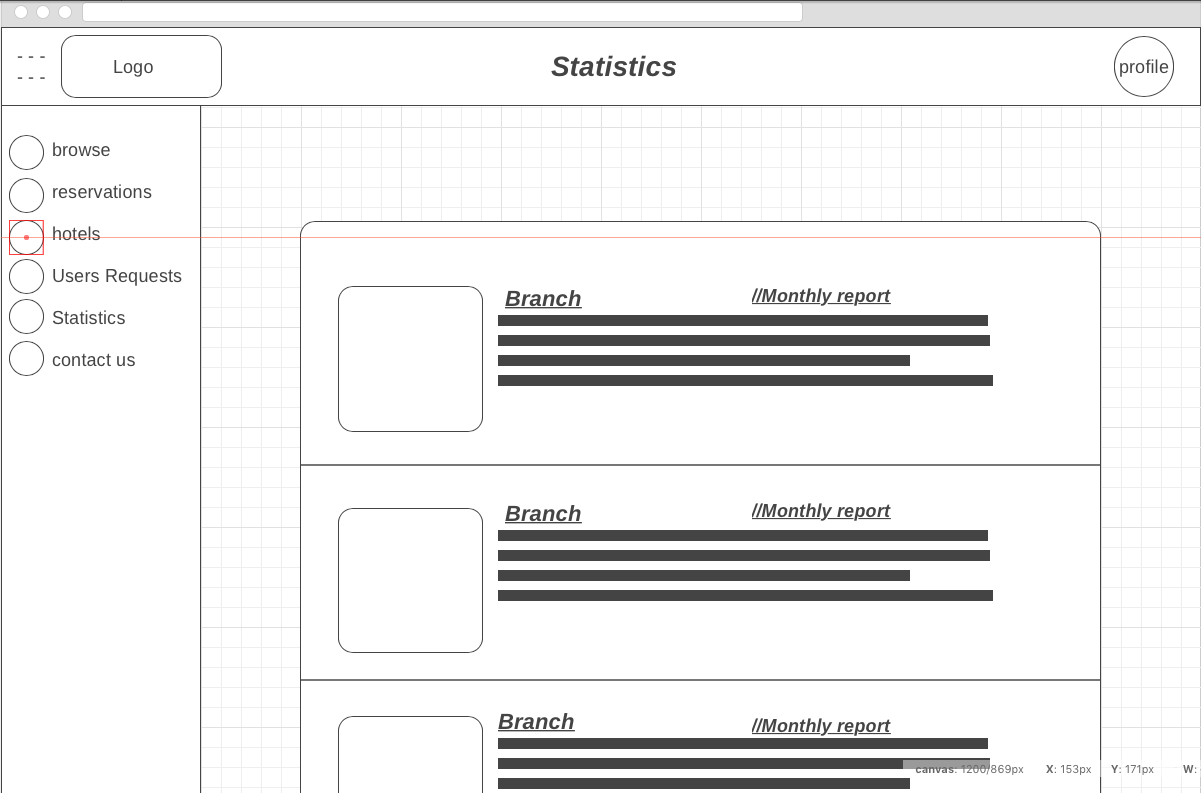 - - -
- - -
Logo
Statistics
profile
browse
reservations
hotels
Users Requests
Statistics
contact us
Branch
//Monthly report
Branch
//Monthly report
Branch
//Monthly report
canvas: 1200/869px X: 153px Y: 171px W: